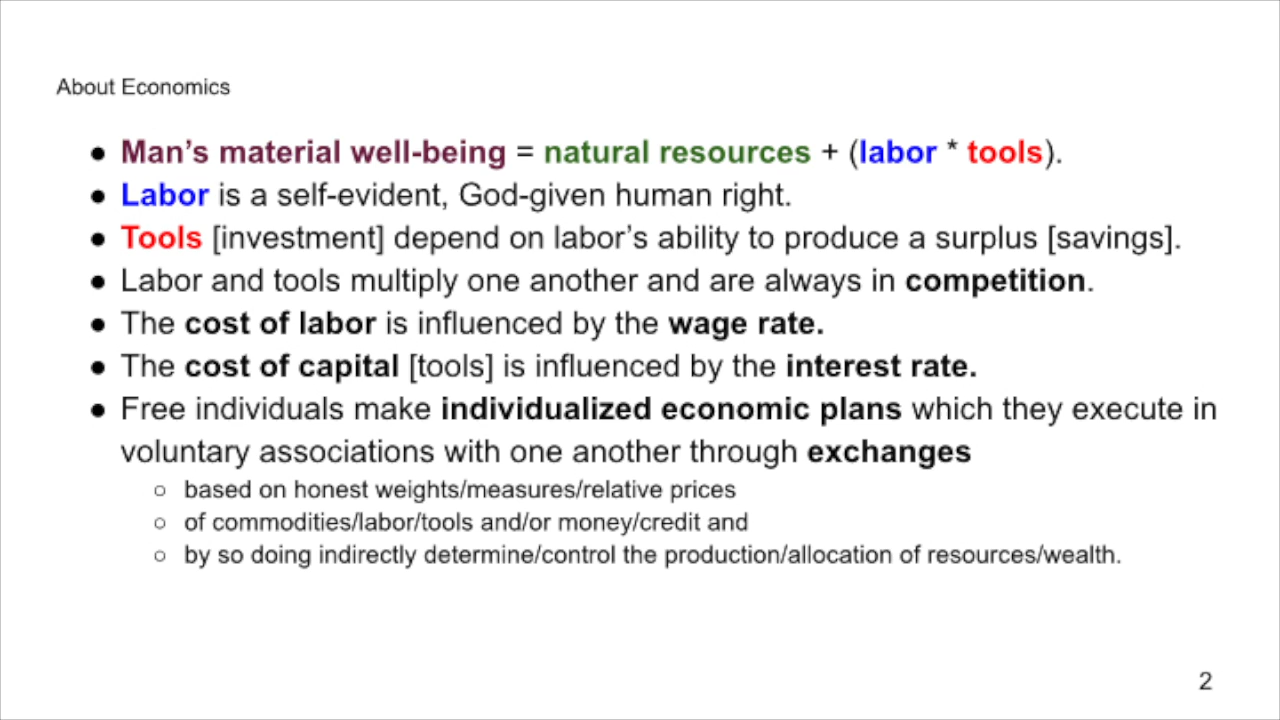 About Economics
● Man’s material well-being = natural resources + (labor * tools).
● Labor is a self-evident, God-given human right.
● Tools [investment] depend on labor’s ability to produce a surplus [savings].
● Labor and tools multiply one another and are always in competition.
● The cost of labor is influenced by the wage rate.
● The cost of capital [tools] is influenced by the interest rate.
● Free individuals make individualized economic plans which they execute in
voluntary associations with one another through exchanges
○ based on honest weights/measures/relative prices
○ of commodities/labor/tools and/or money/credit and
○ by so doing indirectly determine/control the production/allocation of resources/wealth.
2